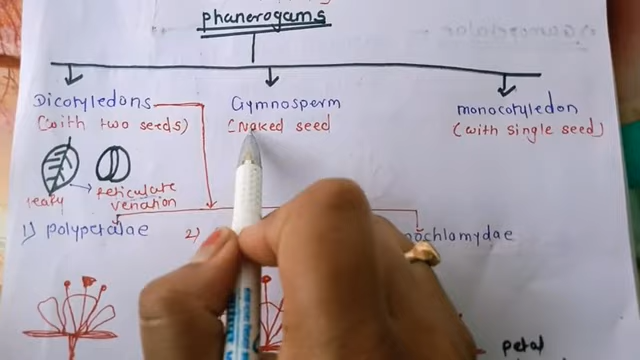 phanerogams
Dicotyledons
Gymnosperm
monocotyledon
(with two seeds)
(Naked seed
(with single seed)
leafy
reticulate
venation
1) polypetalae
2)
ochlamydae
petal